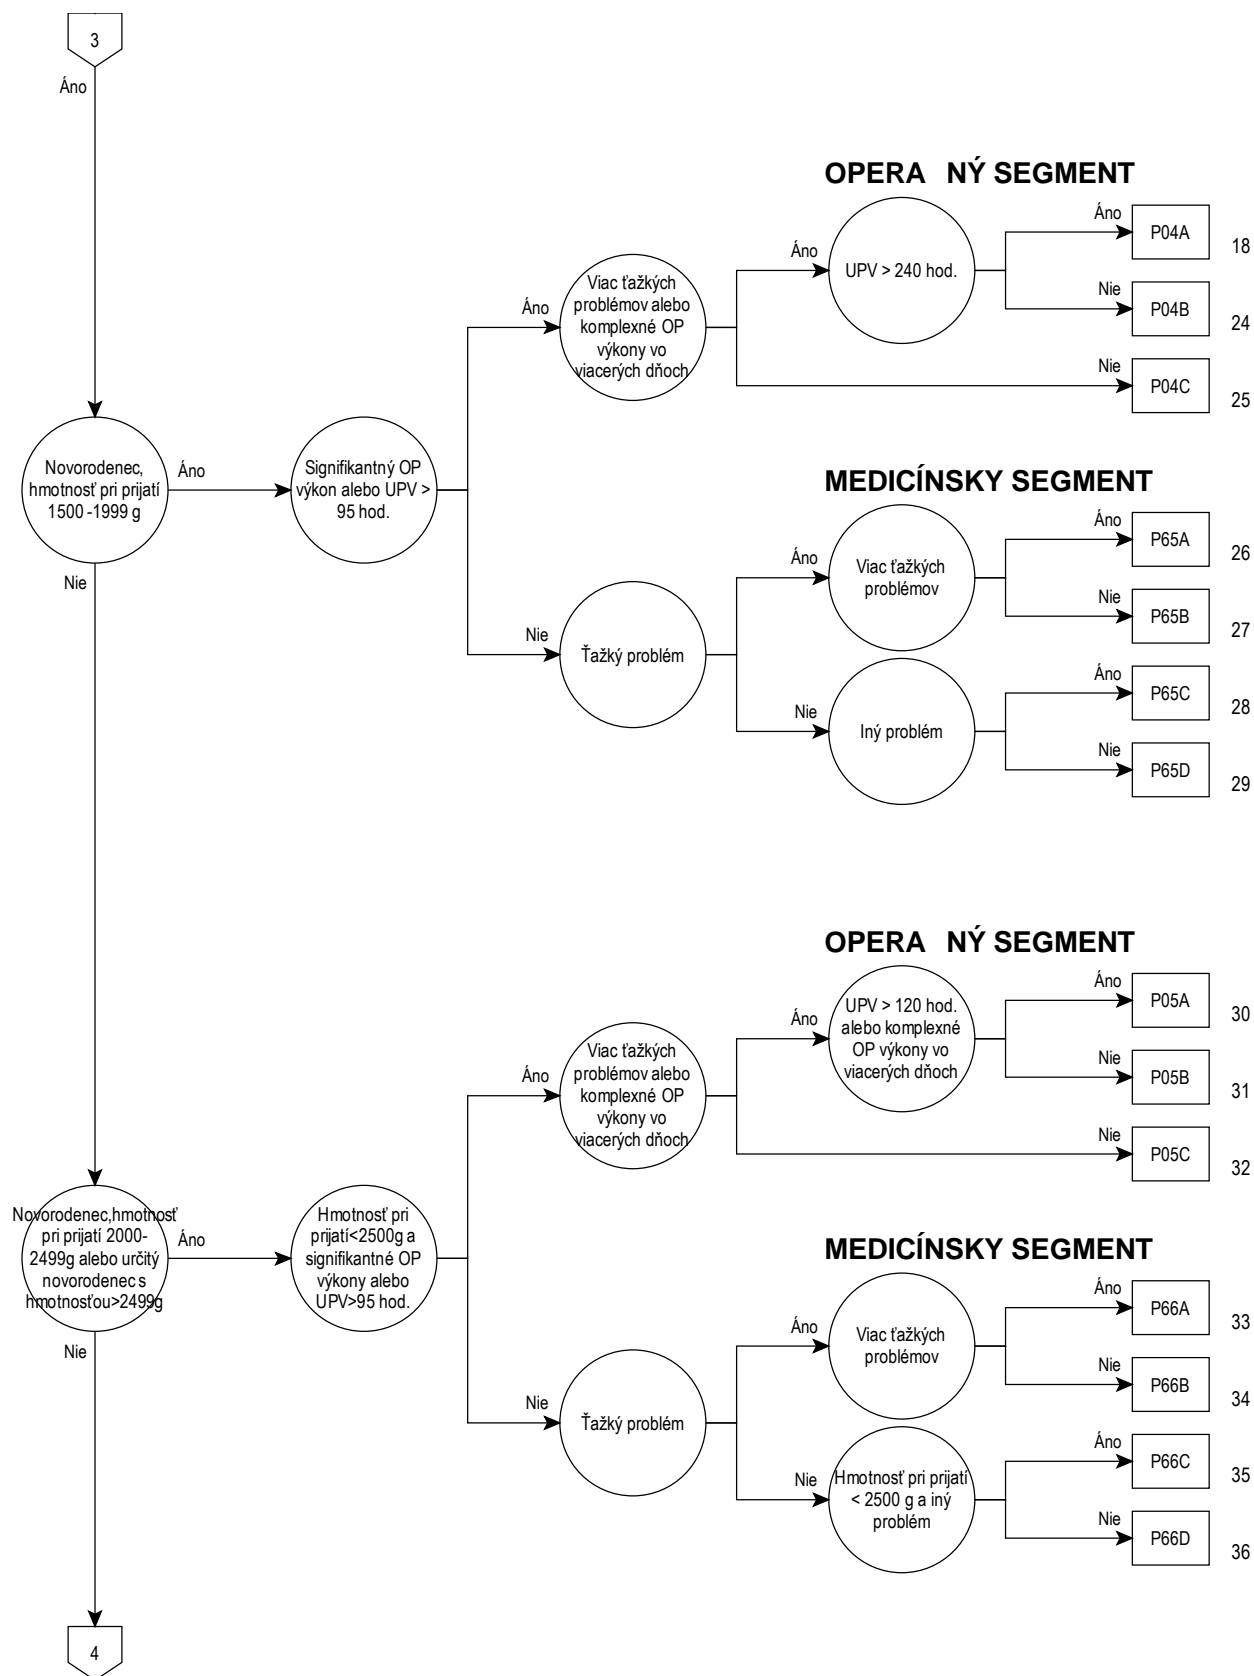 3
Áno
OPERA NÝ SEGMENT
Áno
P04A
18
Áno
UPV > 240 hod.
Nie
P04B
24
Áno
Viac ťažkých
problémov alebo
komplexné OP
výkony vo
viacerých dňoch
Nie
P04C
25
Novorodenec,
hmotnosť pri prijatí
1500 -1999 g
Áno
Signifikantný OP
výkon alebo UPV >
95 hod.
MEDICÍNSKY SEGMENT
Áno
P65A
26
Áno
Viac ťažkých
problémov
Nie
P65B
27
Nie
Nie
Ťažký problém
Áno
P65C
28
Nie
Iný problém
Nie
P65D
29
OPERA NÝ SEGMENT
Áno
P05A
30
Áno
UPV > 120 hod.
alebo komplexné
OP výkony vo
viacerých dňoch
Nie
P05B
31
Áno
Viac ťažkých
problémov alebo
komplexné OP
výkony vo
viacerých dňoch
Nie
P05C
32
Novorodenec,hmotnosť
pri prijatí 2000-
2499g alebo určitý
novorodenec s
hmotnosťou>2499g
Áno
Hmotnosť pri
prijatí<2500g a
signifikantné OP
výkony alebo
UPV>95 hod.
MEDICÍNSKY SEGMENT
Áno
P66A
33
Áno
Viac ťažkých
problémov
Nie
P66B
34
Nie
Nie
Ťažký problém
Áno
P66C
35
Nie
Hmotnosť pri prijatí
< 2500 g a iný
problém
Nie
P66D
36
4